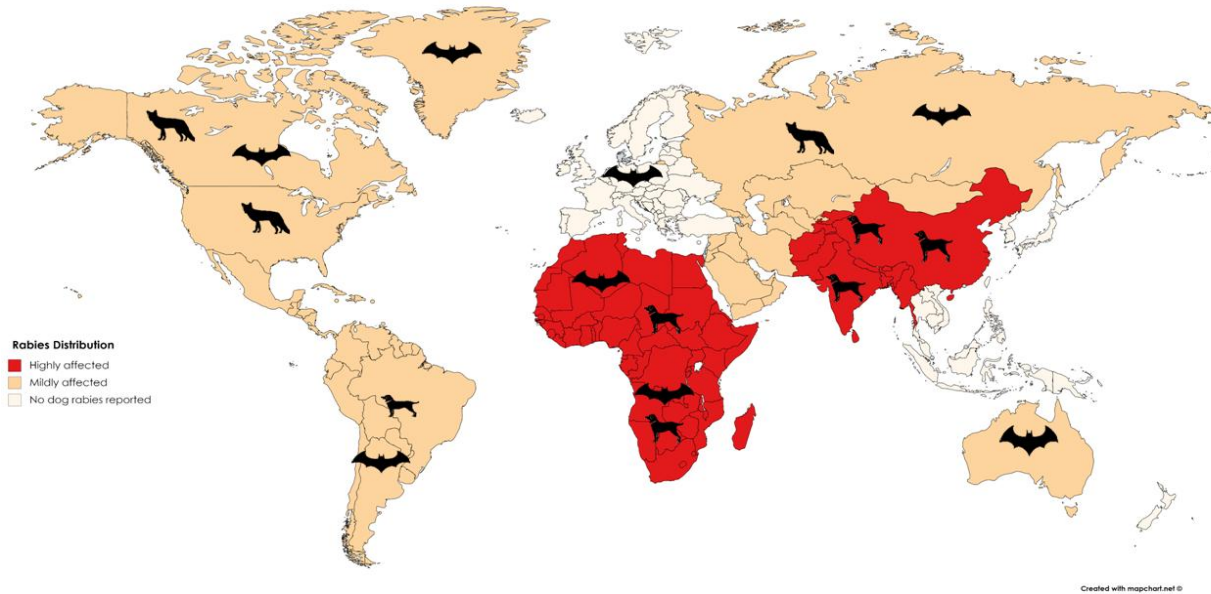 Rabies Distribution
Highly affected
Mildly affected
No dog rabies reported
Created with mapchart.net ©